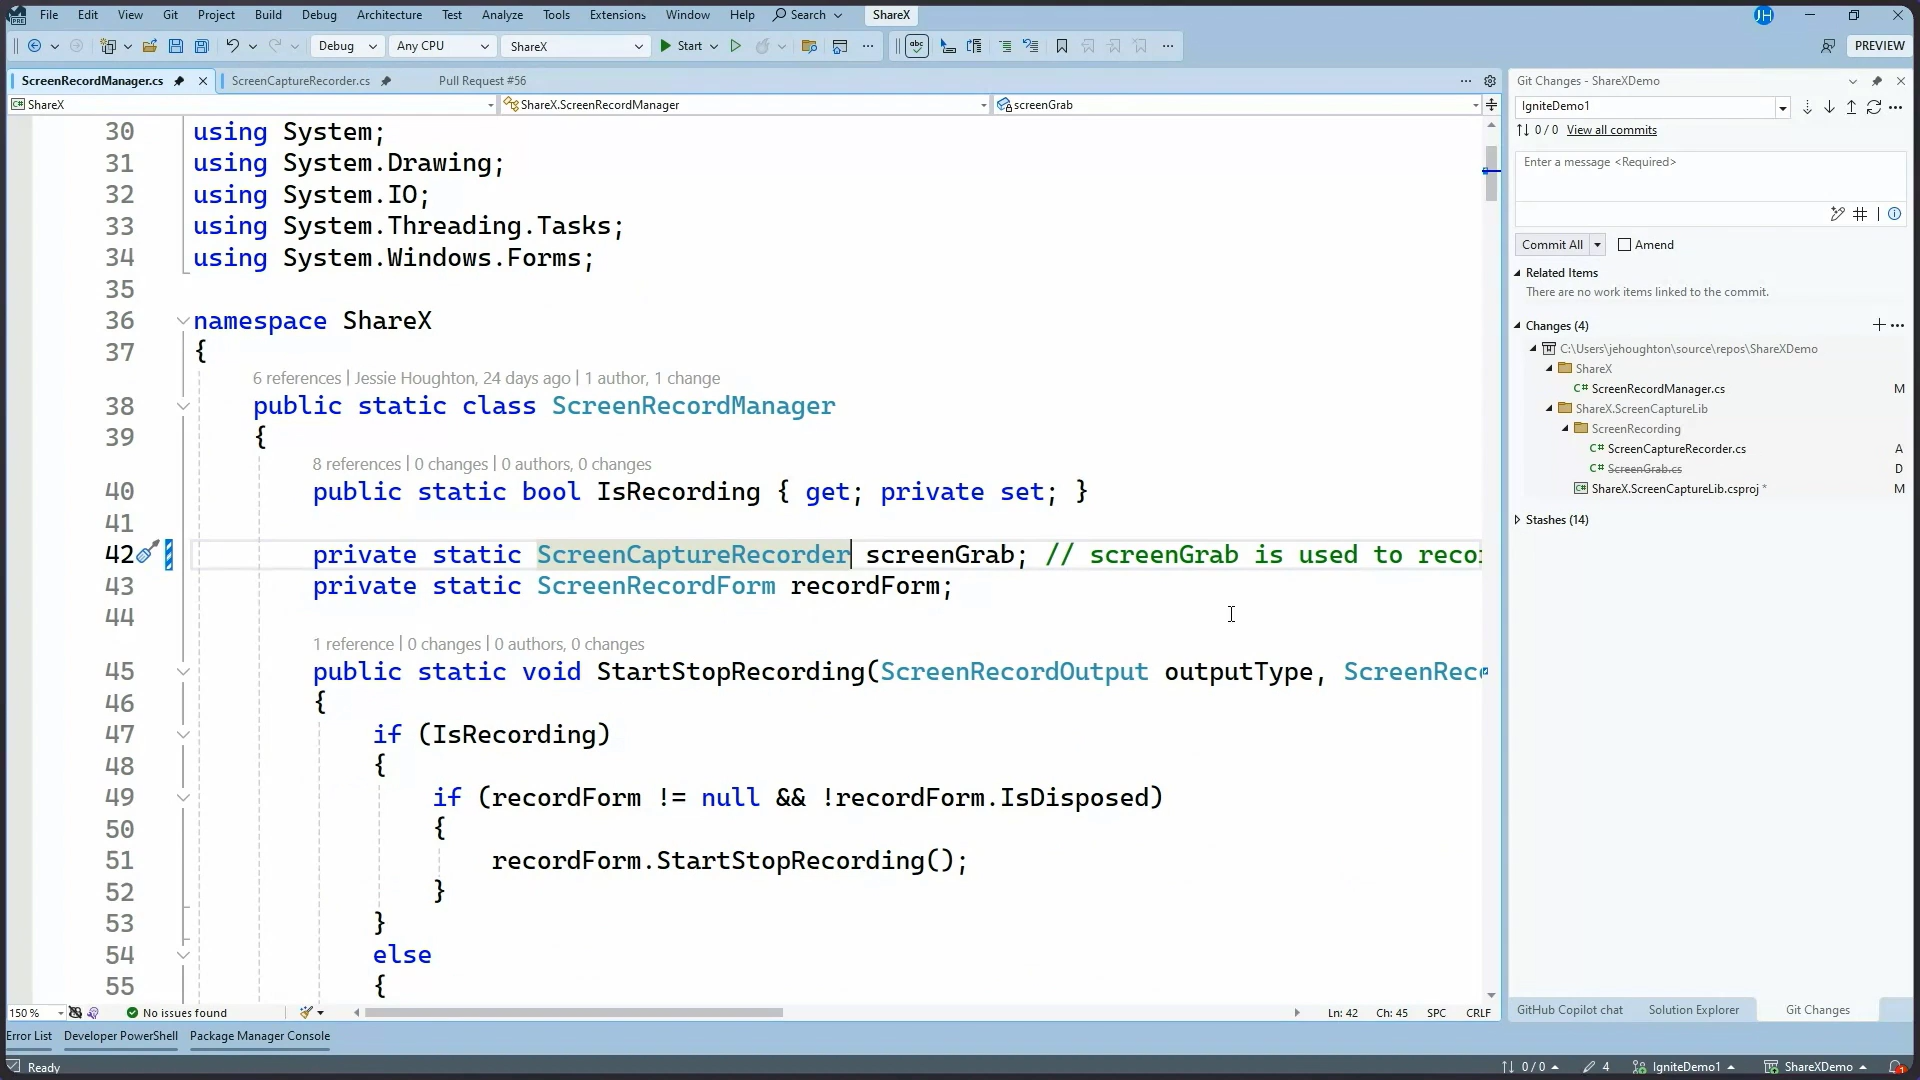 File Edit View Git Project Build Debug Architecture Test Analyze Tools Extensions Window Help Search ShareX JH
Debug Any CPU ShareX Start abc PREVIEW
ScreenRecordManager.cs ScreenCaptureRecorder.cs Pull Request #56
C# ShareX ShareX.ScreenRecordManager screenGrab
30 using System;
31 using System.Drawing;
32 using System.IO;
33 using System.Threading.Tasks;
34 using System.Windows.Forms;
35
36 namespace ShareX
37 {
6 references | Jessie Houghton, 24 days ago | 1 author, 1 change
38 public static class ScreenRecordManager
39 {
8 references | 0 changes | 0 authors, 0 changes
40 public static bool IsRecording { get; private set; }
41
42 private static ScreenCaptureRecorder screenGrab; // screenGrab is used to
43 private static ScreenRecordForm recordForm;
44
1 reference | 0 changes | 0 authors, 0 changes
45 public static void StartStopRecording(ScreenRecordOutput outputType,
46 {
47 if (IsRecording)
48 {
49 if (recordForm != null && !recordForm.IsDisposed)
50 {
51 recordForm.StartStopRecording();
52 }
53 }
54 else
55 {
150 % No issues found Ln: 42 Ch: 45 SPC CRLF
Git Changes - ShareXDemo
IgniteDemo1
0 / 0 View all commits
Enter a message <Required>
Commit All Amend
Related Items
There are no work items linked to the commit.
Changes (4)
C:\Users\jehoughton\source\repos\ShareXDemo
ShareX
C# ScreenRecordManager.cs M
ShareX.ScreenCaptureLib
ScreenRecording
C# ScreenCaptureRecorder.cs A
C# ScreenGrab.cs D
ShareX.ScreenCaptureLib.csproj * M
Stashes (14)
GitHub Copilot chat Solution Explorer Git Changes
Error List Developer PowerShell Package Manager Console
Ready 0 / 0 4 IgniteDemo1 ShareXDemo 1